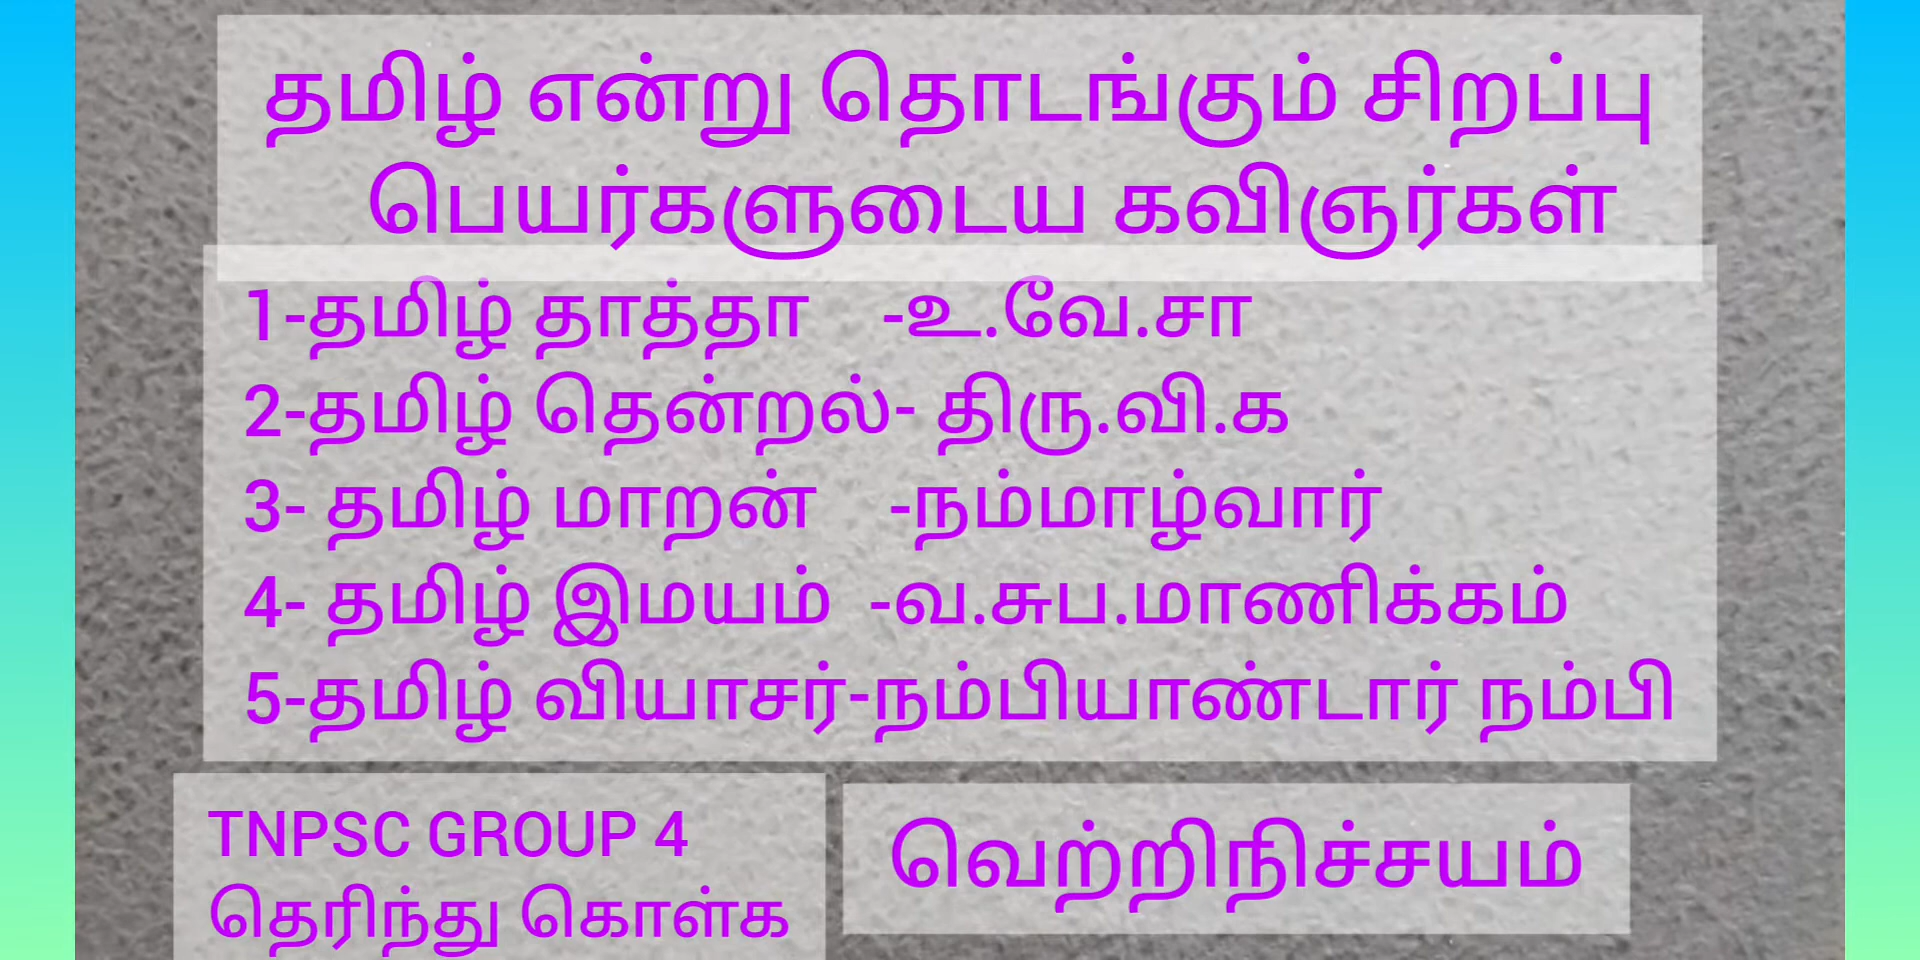 தமிழ் என்று தொடங்கும் சிறப்பு
பெயர்களுடைய கவிஞர்கள்
1-தமிழ் தாத்தா -உ.வே.சா
2-தமிழ் தென்றல்- திரு.வி.க
3- தமிழ் மாறன் -நம்மாழ்வார்
4- தமிழ் இமயம் -வ.சுப.மாணிக்கம்
5-தமிழ் வியாசர்-நம்பியாண்டார் நம்பி
TNPSC GROUP 4
தெரிந்து கொள்க
வெற்றிநிச்சயம்